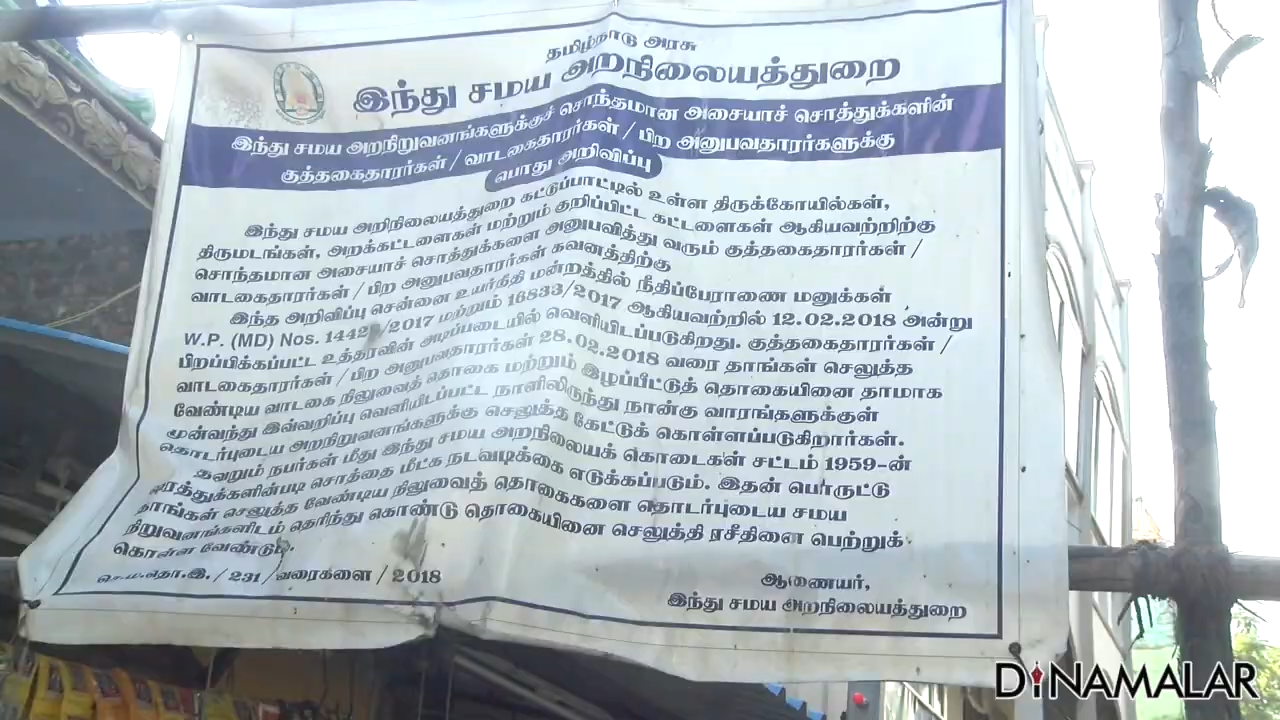 தமிழ்நாடு அரசு
இந்து சமய அறநிலையத்துறை
இந்து சமய அறநிறுவனங்களுக்குச் சொந்தமான அசையாச் சொத்துக்களின்
குத்தகைதாரர்கள் / வாடகைதாரர்கள் / பிற அனுபவதாரர்களுக்கு
பொது அறிவிப்பு
இந்து சமய அறிநிலையத்துறை கட்டுப்பாட்டில் உள்ள திருக்கோயில்கள்,
திருமடங்கள், அறக்கட்டளைகள் மற்றும் குறிப்பிட்ட கட்டளைகள் ஆகியவற்றிற்கு
சொந்தமான அசையாச் சொத்துக்களை அனுபவித்து வரும் குத்தகைதாரர்கள் /
வாடகைதாரர்கள் / பிற அனுபவதாரர்கள் கவனத்திற்கு
இந்த அறிவிப்பு சென்னை உயர்நீதி மன்றத்தில் நீதிப்பேராணை மனுக்கள்
W.P. (MD) Nos. /2017 மற்றும் 16833/2017 ஆகியவற்றில் 12.02.2018 அன்று
பிறப்பிக்கப்பட்ட உத்தரவின் அடிப்படையில் வெளியிடப்படுகிறது. குத்தகைதாரர்கள் /
வாடகைதாரர்கள் / பிற அனுபவதாரர்கள் 28.02.2018 வரை தாங்கள் செலுத்த
வேண்டிய வாடகை நிலுவைத் தொகை மற்றும் இழப்பீட்டுத் தொகையினை தாமாக
முன்வந்து இவ்வறிப்பு வெளியிடப்பட்ட நாளிலிருந்து நான்கு வாரங்களுக்குள்
தொடர்புடைய அறநிறுவனங்களுக்கு செலுத்த கேட்டுக் கொள்ளப்படுகிறார்கள்.
தவறும் நபர்கள் மீது இந்து சமய அறநிலையக் கொடைகள் சட்டம் 1959-ன்
சரத்துக்களின்படி சொத்தை மீட்க நடவடிக்கை எடுக்கப்படும். இதன் பொருட்டு
தாங்கள் செலுத்த வேண்டிய நிலுவைத் தொகைகளை தொடர்புடைய சமய
நிறுவனங்களிடம் தெரிந்து கொண்டு தொகையினை செலுத்தி ரசீதினை பெற்றுக்
கொள்ள வேண்டும்.
செ.ம.தொ.இ. / 231 / வரைகலை / 2018
ஆணையர்,
இந்து சமய அறநிலையத்துறை
DINAMALAR